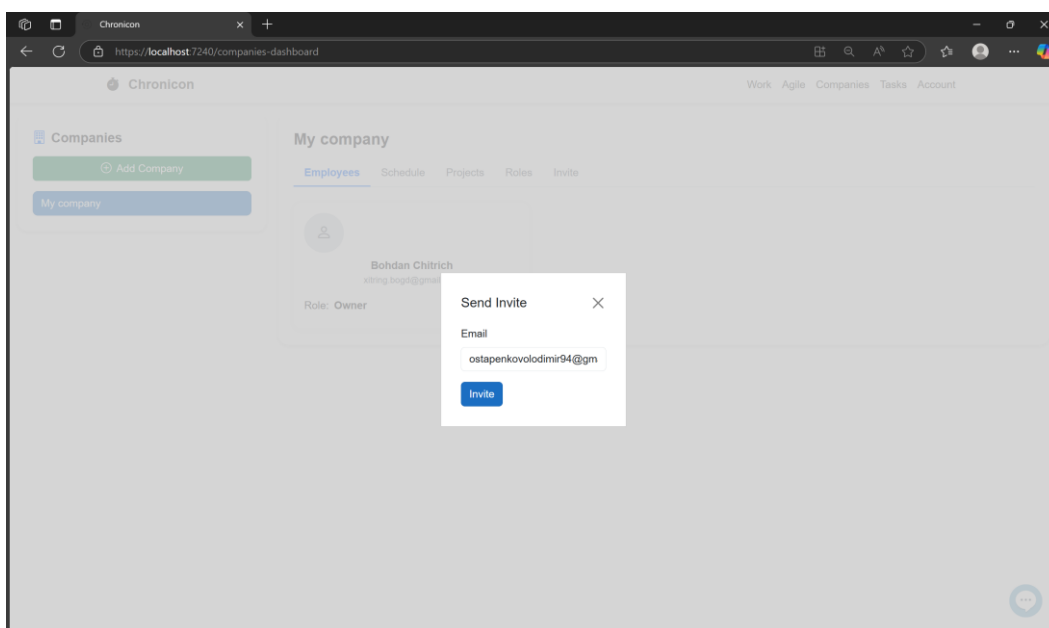 Chronicon
https://localhost:7240/companies-dashboard
Chronicon
Work Agile Companies Tasks Account
Companies
Add Company
My company
My company
Employees Schedule Projects Roles Invite
Bohdan Chitrich
Role: Owner
Send Invite
Email
ostapenkovolodimir94@gm
Invite